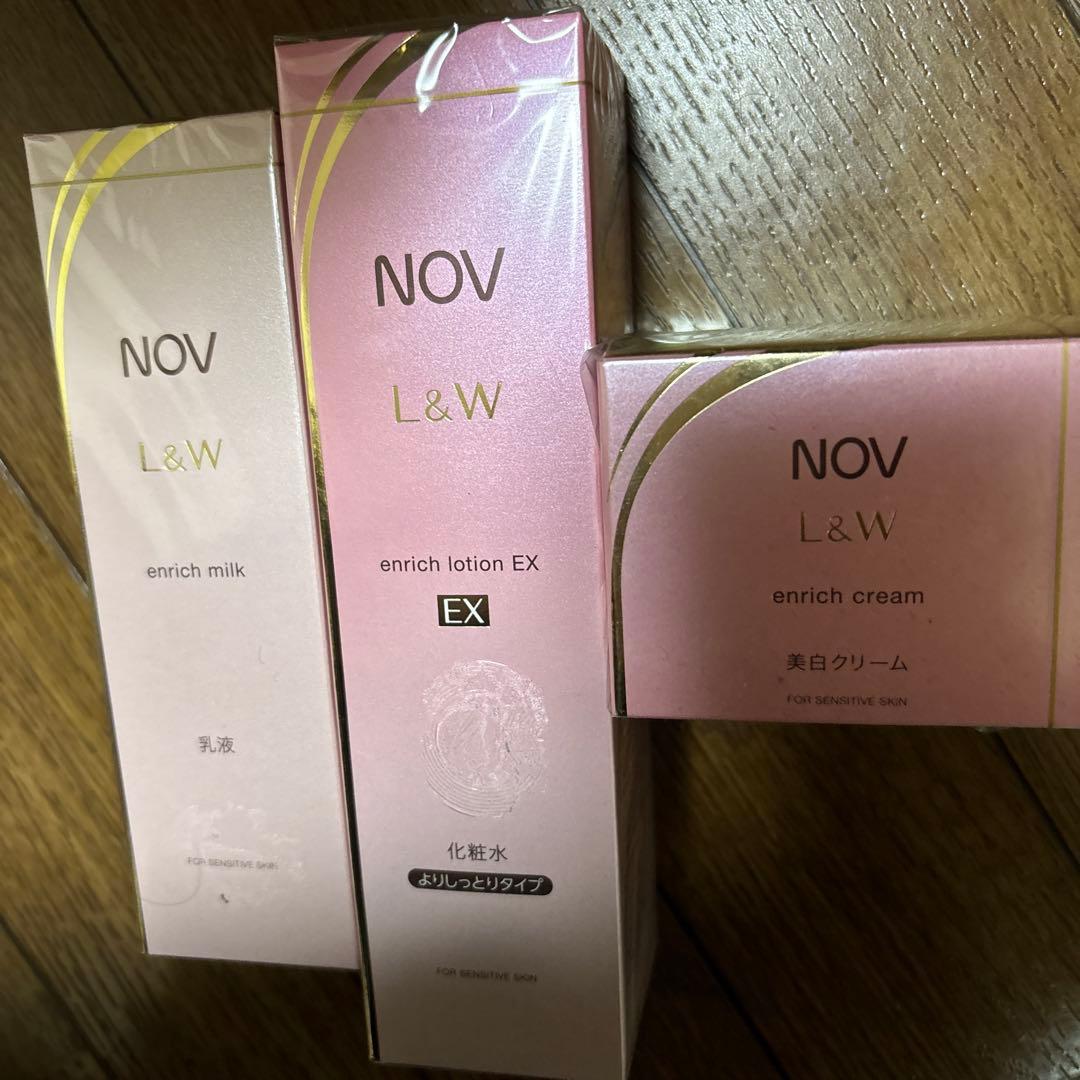 NOV
L&W
enrich milk
乳液
FOR SENSITIVE SKIN
NOV
L&W
enrich lotion EX
EX
化粧水
よりしっとりタイプ
FOR SENSITIVE SKIN
NOV
L&W
enrich cream
美白クリーム
FOR SENSITIVE SKIN